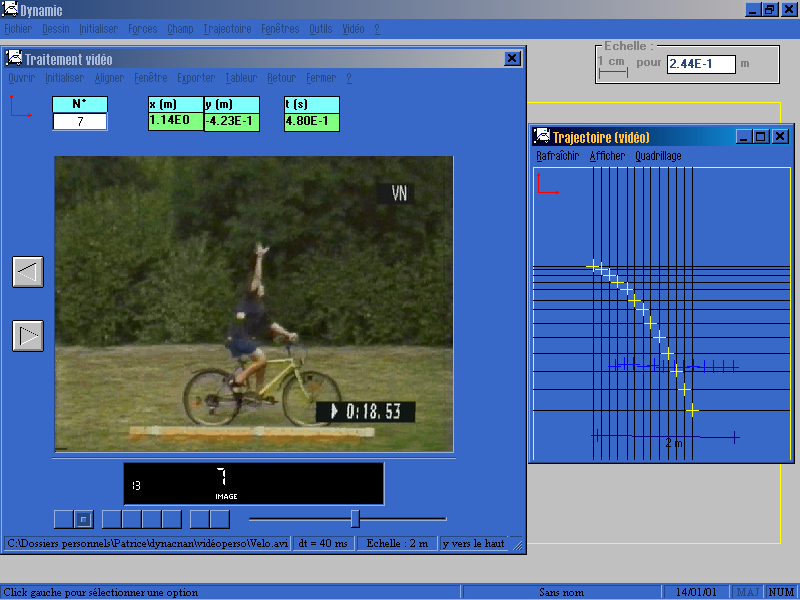 Dynamic
Fichier Dessin Initialiser Forces Champ Trajectoire Fenêtres Outils Vidéo ?
Echelle :
1 cm pour 2.44E-1 m
Traitement vidéo
Ouvrir Initialiser Aligner Fenêtre Exporter Tableur Retour Fermer ?
N° x (m) y (m) t (s)
7 1.14E0 -4.23E-1 4.80E-1
VN
0:18.53
13 7
IMAGE
C:\Dossiers personnels\Patrice\dynacnan\vidéoperso\Velo.avi dt = 40 ms Echelle : 2 m y vers le haut
Trajectoire (vidéo)
Rafraîchir Afficher Quadrillage
2 m
Click gauche pour sélectionner une option Sans nom 14/01/01 MAJ NUM